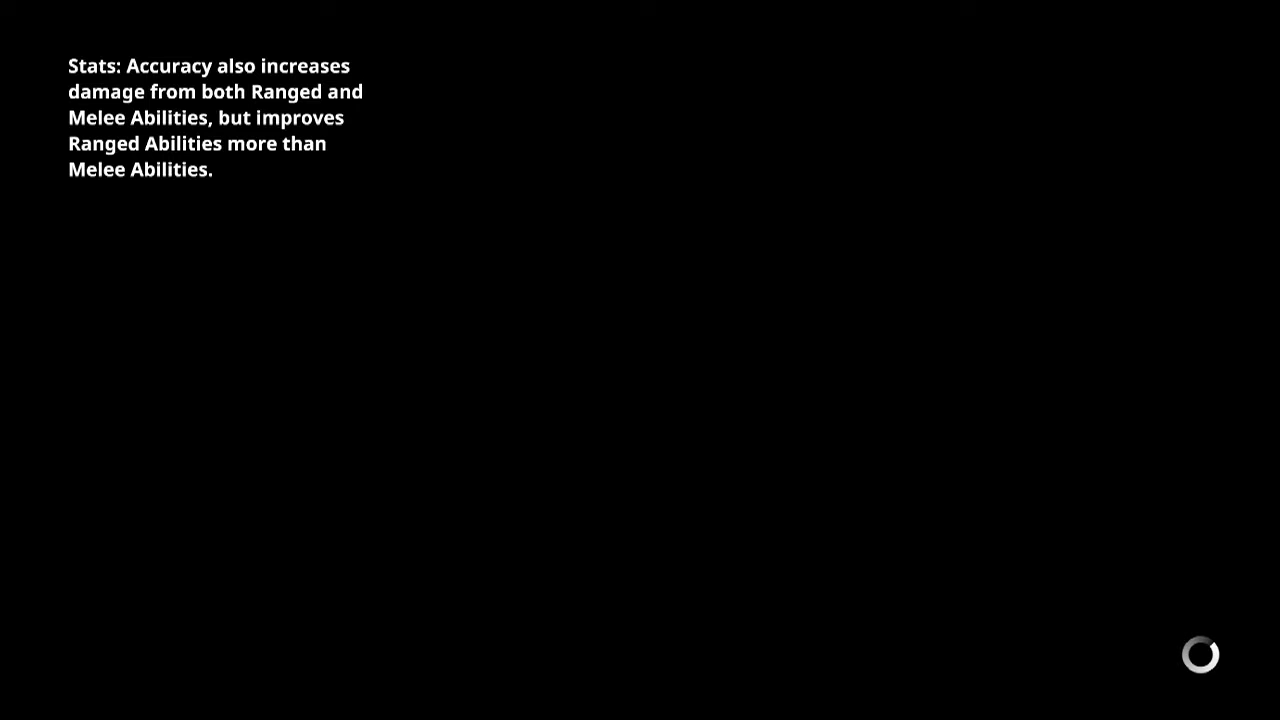 Stats: Accuracy also increases
damage from both Ranged and
Melee Abilities, but improves
Ranged Abilities more than
Melee Abilities.